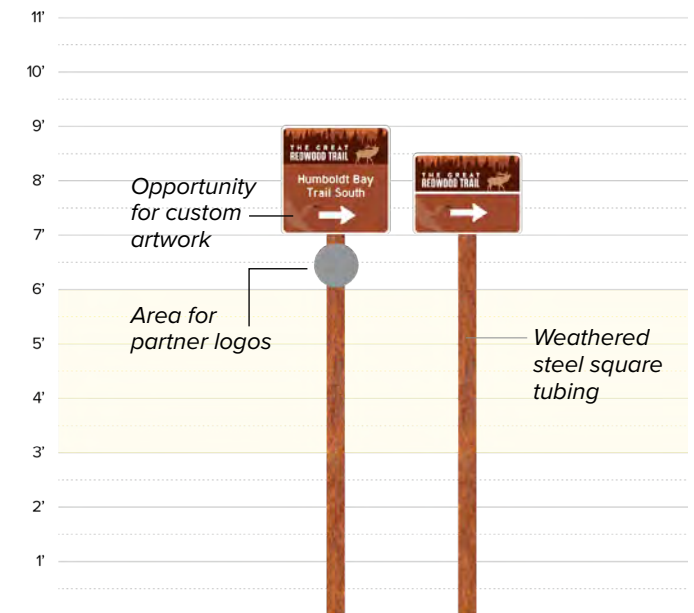 11’
10’
9’
8’
7’
6’
5’
4’
3’
2’
1’
THE GREAT
REDWOOD TRAIL
Humboldt Bay
Trail South
THE GREAT
REDWOOD TRAIL
Opportunity
for custom
artwork
Area for
partner logos
Weathered
steel square
tubing